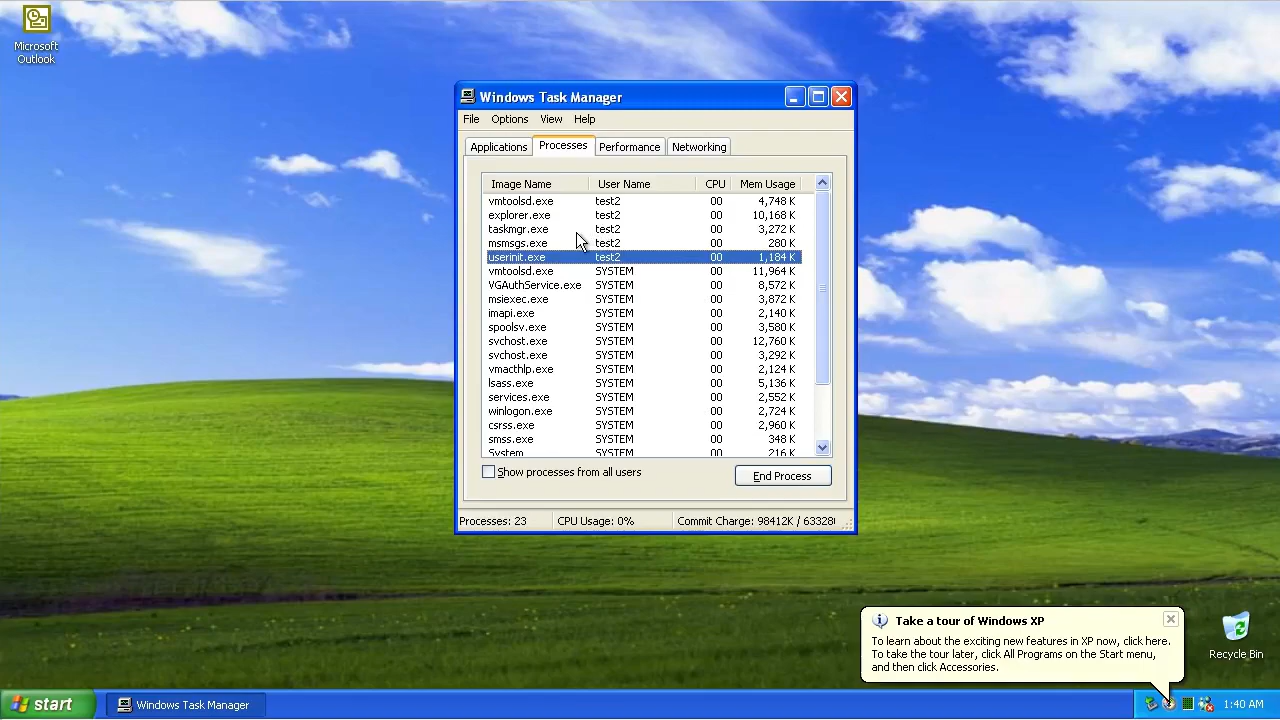 Microsoft
Outlook
Windows Task Manager
File Options View Help
Applications Processes Performance Networking
Image Name User Name CPU Mem Usage
vmtoolsd.exe test2 00 4,748 K
explorer.exe test2 00 10,168 K
taskmgr.exe test2 00 3,272 K
msmsgs.exe test2 00 280 K
userinit.exe test2 00 1,184 K
vmtoolsd.exe SYSTEM 00 11,964 K
VGAuthService.exe SYSTEM 00 8,572 K
msiexec.exe SYSTEM 00 3,872 K
imapi.exe SYSTEM 00 2,140 K
spoolsv.exe SYSTEM 00 3,580 K
svchost.exe SYSTEM 00 12,760 K
svchost.exe SYSTEM 00 3,292 K
vmacthlp.exe SYSTEM 00 2,124 K
lsass.exe SYSTEM 00 5,136 K
services.exe SYSTEM 00 2,552 K
winlogon.exe SYSTEM 00 2,724 K
csrss.exe SYSTEM 00 2,960 K
smss.exe SYSTEM 00 348 K
System SYSTEM 00 216 K
Show processes from all users End Process
Processes: 23 CPU Usage: 0% Commit Charge: 98412K / 63328
Take a tour of Windows XP
To learn about the exciting new features in XP now, click here.
To take the tour later, click All Programs on the Start menu,
and then click Accessories.
Recycle Bin
start Windows Task Manager 1:40 AM